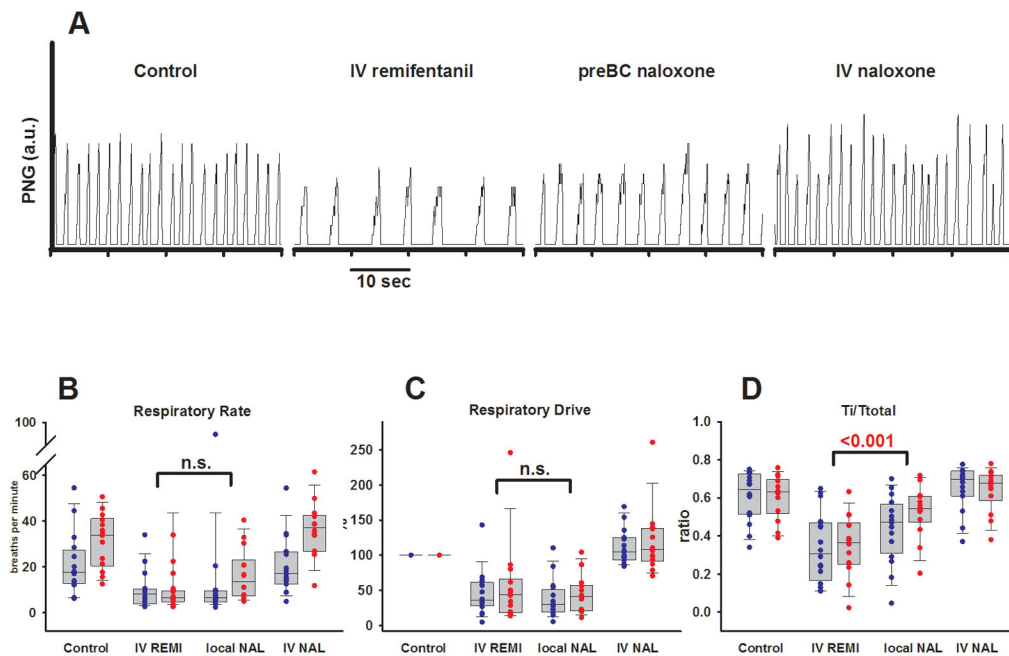 A
Control
IV remifentanil
preBC naloxone
IV naloxone
PNG (a.u.)
10 sec
B
Respiratory Rate
100
60
40
20
0
breaths per minute
n.s.
Control
IV REMI
local NAL
IV NAL
C
Respiratory Drive
250
200
150
100
50
0
%
n.s.
Control
IV REMI
local NAL
IV NAL
D
Ti/Ttotal
1.0
0.8
0.6
0.4
0.2
0.0
ratio
<0.001
Control
IV REMI
local NAL
IV NAL